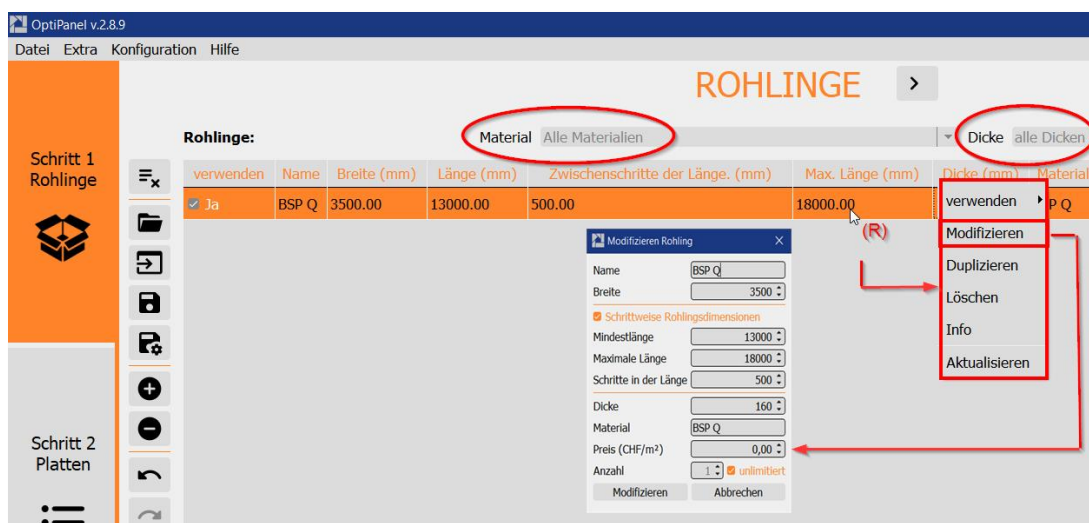 OptiPanel v.2.8.9
Datei Extra Konfiguration Hilfe
ROHLINGE >
Rohlinge: Material Alle Materialien Dicke alle Dicken
Schritt 1
Rohlinge
verwenden Name Breite (mm) Länge (mm) Zwischenschritte der Länge. (mm) Max. Länge (mm) Dicke (mm) Material
Ja BSP Q 3500.00 13000.00 500.00 18000.00 P Q
(R)
verwenden
Modifizieren
Duplizieren
Löschen
Info
Aktualisieren
Modifizieren Rohling
Name BSP Q
Breite 3500
Schrittweise Rohlingsdimensionen
Mindestlänge 13000
Maximale Länge 18000
Schritte in der Länge 500
Dicke 160
Material BSP Q
Preis (CHF/m²) 0,00
Anzahl 1 unlimitiert
Modifizieren Abbrechen
Schritt 2
Platten